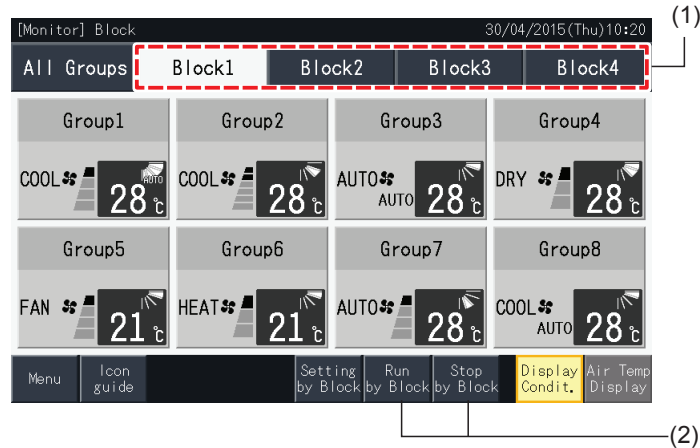 (1)
[Monitor] Block 30/04/2015(Thu)10:20
All Groups Block1 Block2 Block3 Block4
Group1 Group2 Group3 Group4
COOL AUTO 28℃ COOL 28℃ AUTO AUTO 28℃ DRY 28℃
Group5 Group6 Group7 Group8
FAN 21℃ HEAT 21℃ AUTO 28℃ COOL AUTO 28℃
Menu Icon Setting Run Stop Display Air Temp
guide by Block by Block by Block Condit. Display
(2)